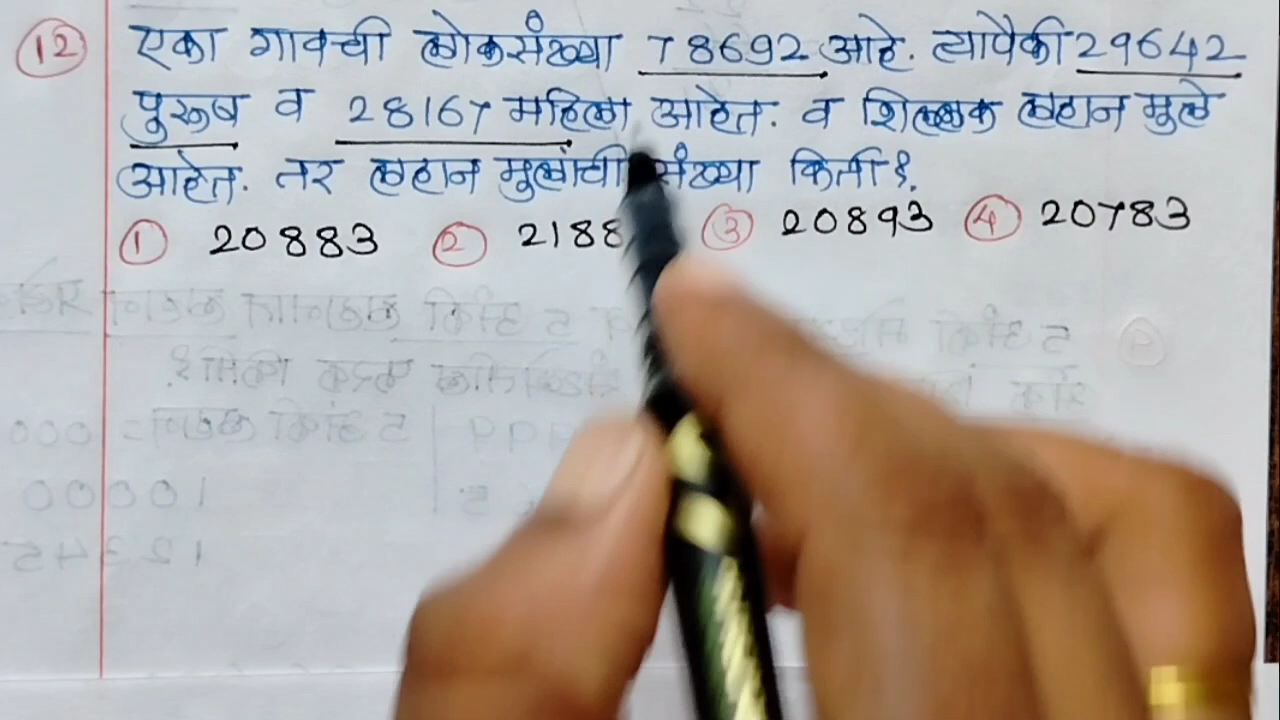 12 एका गावची लोकसंख्या 78692 आहे. त्यापैकी 29642
पुरूष व 28167 महिला आहेत. व शिल्लक लहान मुले
आहेत. तर लहान मुलांची संख्या किती?.
1 20883 2 2188 3 20893 4 20783